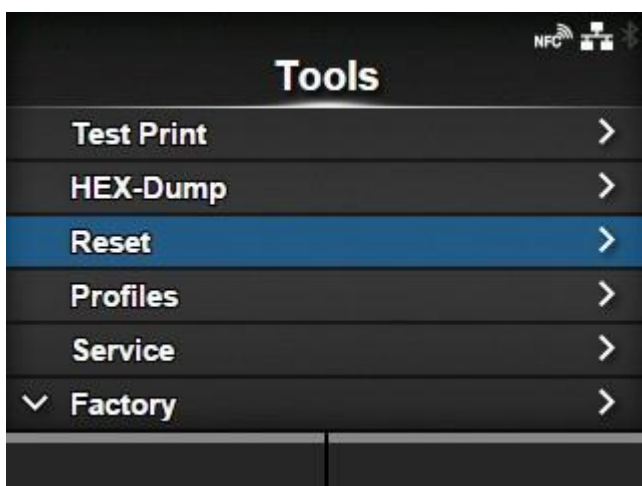 NFC
Tools
Test Print
HEX-Dump
Reset
Profiles
Service
Factory